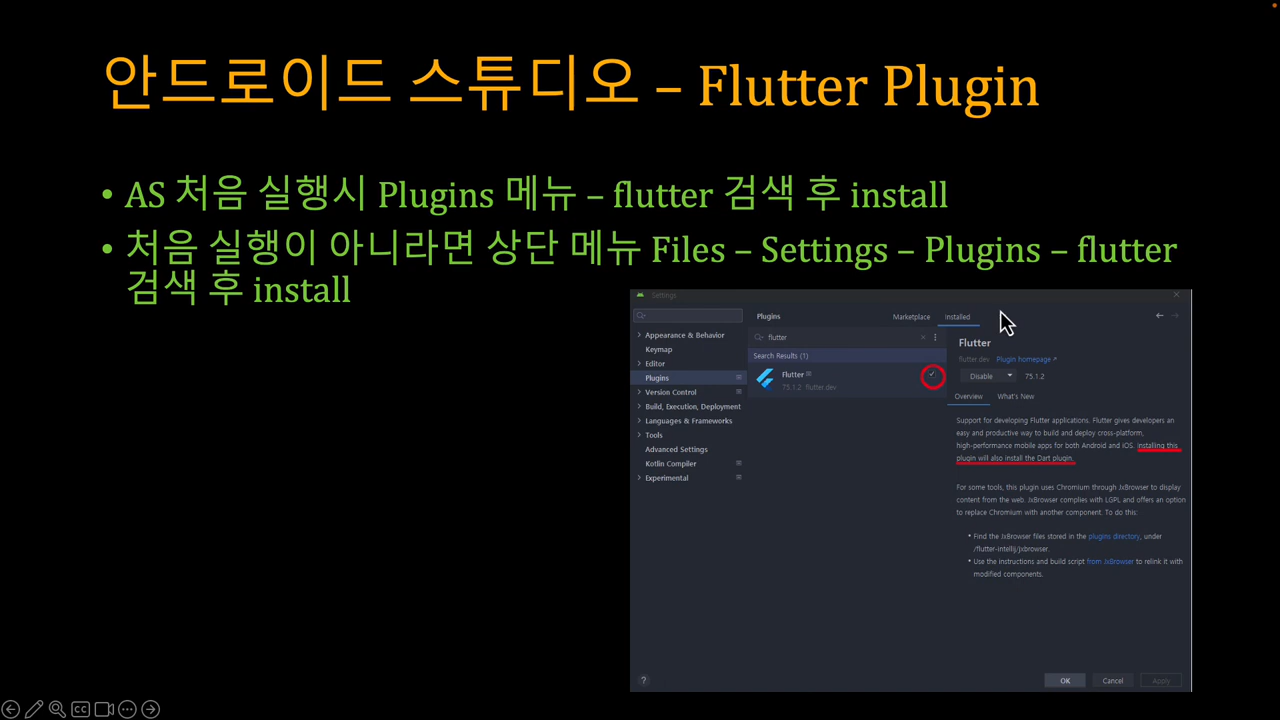 안드로이드 스튜디오 – Flutter Plugin
• AS 처음 실행시 Plugins 메뉴 – flutter 검색 후 install
• 처음 실행이 아니라면 상단 메뉴 Files – Settings – Plugins – flutter
검색 후 install
Settings
Plugins
Marketplace
Installed
Appearance & Behavior
Keymap
Editor
Plugins
Version Control
Build, Execution, Deployment
Languages & Frameworks
Tools
Advanced Settings
Kotlin Compiler
Experimental
flutter
Search Results (1)
Flutter
75.1.2 flutter.dev
Flutter
flutter.dev Plugin homepage
Disable 75.1.2
Overview What's New
Support for developing Flutter applications. Flutter gives developers an
easy and productive way to build and deploy cross-platform,
high-performance mobile apps for both Android and iOS. Installing this
plugin will also install the Dart plugin.
For some tools, this plugin uses Chromium through JxBrowser to display
content from the web. JxBrowser complies with LGPL and offers an option
to replace Chromium with another component. To do this:
• Find the JxBrowser files stored in the plugins directory, under
/flutter-intellij/jxbrowser.
• Use the instructions and build script from JxBrowser to relink it with
modified components.
?
OK Cancel Apply
CC